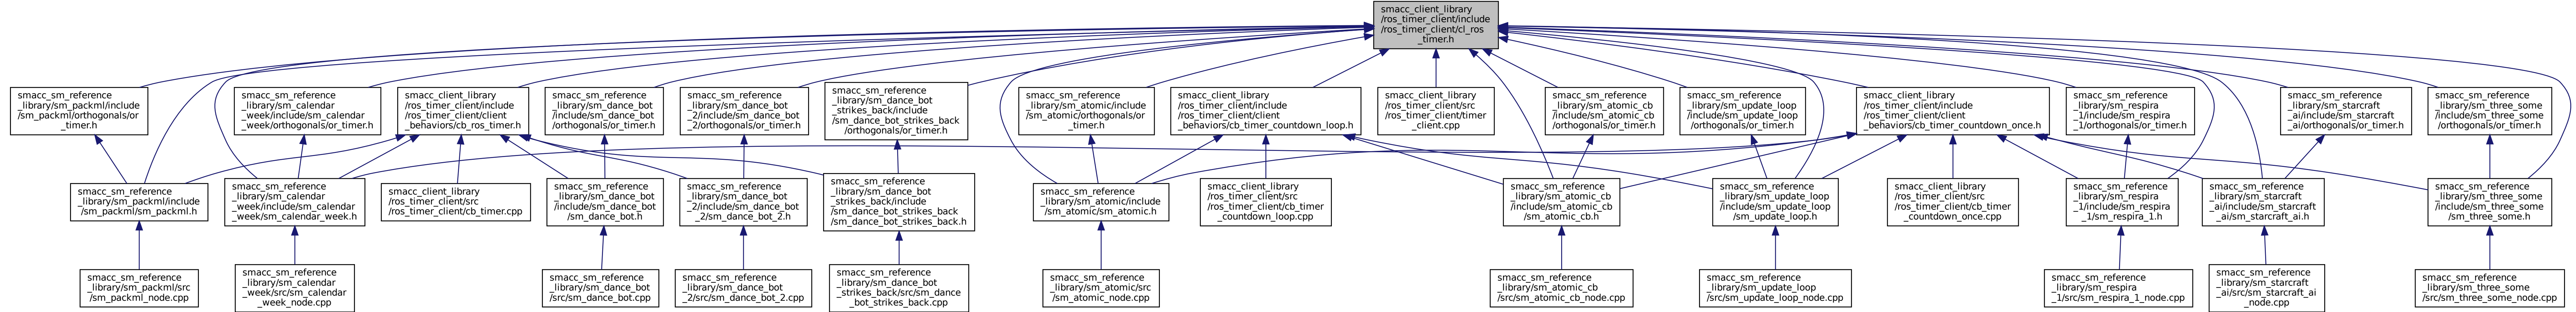 smacc_client_library
/ros_timer_client/include
/ros_timer_client/cl_ros
_timer.h
smacc_sm_reference
_library/sm_packml/include
/sm_packml/orthogonals/or
_timer.h
smacc_sm_reference
_library/sm_calendar
_week/include/sm_calendar
_week/orthogonals/or_timer.h
smacc_client_library
/ros_timer_client/include
/ros_timer_client/client
_behaviors/cb_ros_timer.h
smacc_sm_reference
_library/sm_dance_bot
/include/sm_dance_bot
/orthogonals/or_timer.h
smacc_sm_reference
_library/sm_dance_bot
_2/include/sm_dance_bot
_2/orthogonals/or_timer.h
smacc_sm_reference
_library/sm_dance_bot
_strikes_back/include
/sm_dance_bot_strikes_back
/orthogonals/or_timer.h
smacc_sm_reference
_library/sm_atomic/include
/sm_atomic/orthogonals/or
_timer.h
smacc_client_library
/ros_timer_client/include
/ros_timer_client/client
_behaviors/cb_timer_countdown_loop.h
smacc_client_library
/ros_timer_client/src
/ros_timer_client/timer
_client.cpp
smacc_sm_reference
_library/sm_atomic_cb
/include/sm_atomic_cb
/orthogonals/or_timer.h
smacc_sm_reference
_library/sm_update_loop
/include/sm_update_loop
/orthogonals/or_timer.h
smacc_client_library
/ros_timer_client/include
/ros_timer_client/client
_behaviors/cb_timer_countdown_once.h
smacc_sm_reference
_library/sm_respira
_1/include/sm_respira
_1/orthogonals/or_timer.h
smacc_sm_reference
_library/sm_starcraft
_ai/include/sm_starcraft
_ai/orthogonals/or_timer.h
smacc_sm_reference
_library/sm_three_some
/include/sm_three_some
/orthogonals/or_timer.h
smacc_sm_reference
_library/sm_packml/include
/sm_packml/sm_packml.h
smacc_sm_reference
_library/sm_calendar
_week/include/sm_calendar
_week/sm_calendar_week.h
smacc_client_library
/ros_timer_client/src
/ros_timer_client/cb_timer.cpp
smacc_sm_reference
_library/sm_dance_bot
/include/sm_dance_bot
/sm_dance_bot.h
smacc_sm_reference
_library/sm_dance_bot
_2/include/sm_dance_bot
_2/sm_dance_bot_2.h
smacc_sm_reference
_library/sm_dance_bot
_strikes_back/include
/sm_dance_bot_strikes_back
/sm_dance_bot_strikes_back.h
smacc_sm_reference
_library/sm_atomic/include
/sm_atomic/sm_atomic.h
smacc_client_library
/ros_timer_client/src
/ros_timer_client/cb_timer
_countdown_loop.cpp
smacc_sm_reference
_library/sm_atomic_cb
/include/sm_atomic_cb
/sm_atomic_cb.h
smacc_sm_reference
_library/sm_update_loop
/include/sm_update_loop
/sm_update_loop.h
smacc_client_library
/ros_timer_client/src
/ros_timer_client/cb_timer
_countdown_once.cpp
smacc_sm_reference
_library/sm_respira
_1/include/sm_respira
_1/sm_respira_1.h
smacc_sm_reference
_library/sm_starcraft
_ai/include/sm_starcraft
_ai/sm_starcraft_ai.h
smacc_sm_reference
_library/sm_three_some
/include/sm_three_some
/sm_three_some.h
smacc_sm_reference
_library/sm_packml/src
/sm_packml_node.cpp
smacc_sm_reference
_library/sm_calendar
_week/src/sm_calendar
_week_node.cpp
smacc_sm_reference
_library/sm_dance_bot
/src/sm_dance_bot.cpp
smacc_sm_reference
_library/sm_dance_bot
_2/src/sm_dance_bot_2.cpp
smacc_sm_reference
_library/sm_dance_bot
_strikes_back/src/sm_dance
_bot_strikes_back.cpp
smacc_sm_reference
_library/sm_atomic/src
/sm_atomic_node.cpp
smacc_sm_reference
_library/sm_atomic_cb
/src/sm_atomic_cb_node.cpp
smacc_sm_reference
_library/sm_update_loop
/src/sm_update_loop_node.cpp
smacc_sm_reference
_library/sm_respira
_1/src/sm_respira_1_node.cpp
smacc_sm_reference
_library/sm_starcraft
_ai/src/sm_starcraft_ai
_node.cpp
smacc_sm_reference
_library/sm_three_some
/src/sm_three_some_node.cpp